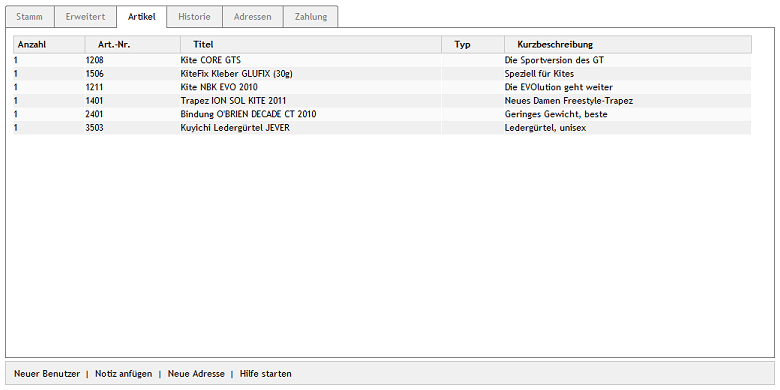 Stamm Erweitert Artikel Historie Adressen Zahlung
Anzahl Art.-Nr. Titel Typ Kurzbeschreibung
1 1208 Kite CORE GTS Die Sportversion des GT
1 1506 KiteFix Kleber GLUFIX (30g) Speziell für Kites
1 1211 Kite NBK EVO 2010 Die EVOlution geht weiter
1 1401 Trapez ION SOL KITE 2011 Neues Damen Freestyle-Trapez
1 2401 Bindung O'BRIEN DECADE CT 2010 Geringes Gewicht, beste
1 3503 Kuyichi Ledergürtel JEVER Ledergürtel, unisex
Neuer Benutzer | Notiz anfügen | Neue Adresse | Hilfe starten